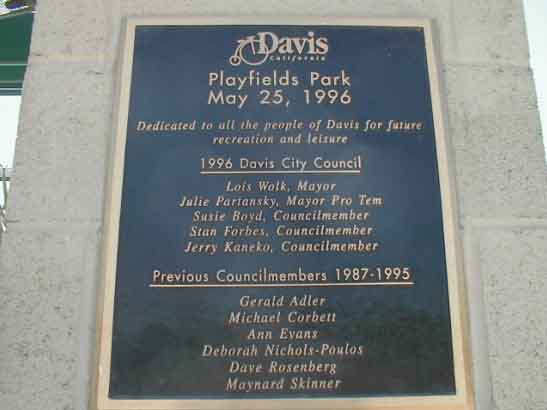 Davis
California
Playfields Park
May 25, 1996
Dedicated to all the people of Davis for future
recreation and leisure
1996 Davis City Council
Lois Wolk, Mayor
Julie Partansky, Mayor Pro Tem
Susie Boyd, Councilmember
Stan Forbes, Councilmember
Jerry Kaneko, Councilmember
Previous Councilmembers 1987-1995
Gerald Adler
Michael Corbett
Ann Evans
Deborah Nichols-Poulos
Dave Rosenberg
Maynard Skinner